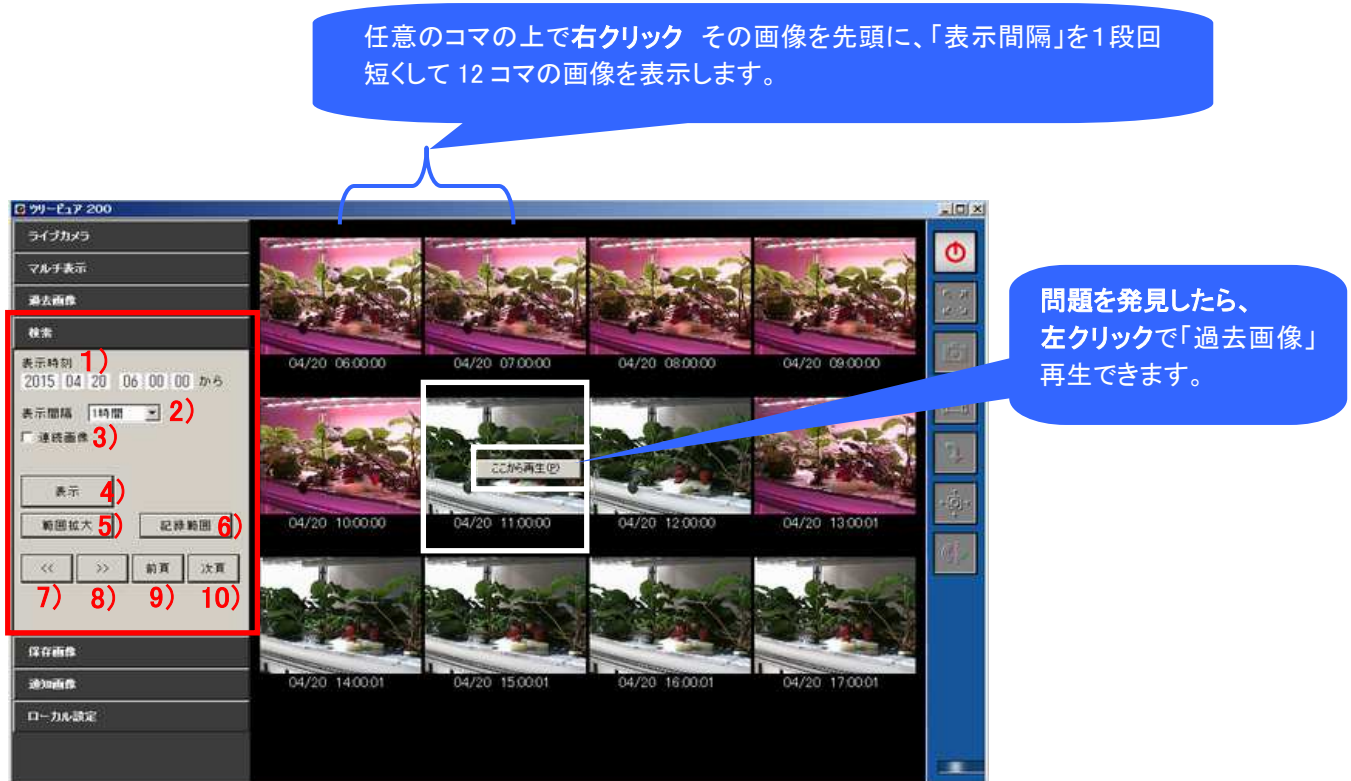 任意のコマの上で右クリック その画像を先頭に、「表示間隔」を1段回
短くして 12 コマの画像を表示します。
ツリーピュア 200
ライブカメラ
マルチ表示
過去画像
検索
表示時刻 1)
2015 04 20 06 00 00 から
表示間隔 1時間 2)
連続画像 3)
表示 4)
範囲拡大 5) 記録範囲 6)
<< >> 前頁 次頁
7) 8) 9) 10)
保存画像
通知画像
ローカル設定
04/20 06:00:00 04/20 07:00:00 04/20 08:00:00 04/20 09:00:00
ここから再生(P)
04/20 10:00:00 04/20 11:00:00 04/20 12:00:00 04/20 13:00:01
04/20 14:00:01 04/20 15:00:01 04/20 16:00:01 04/20 17:00:01
問題を発見したら、
左クリックで「過去画像」
再生できます。